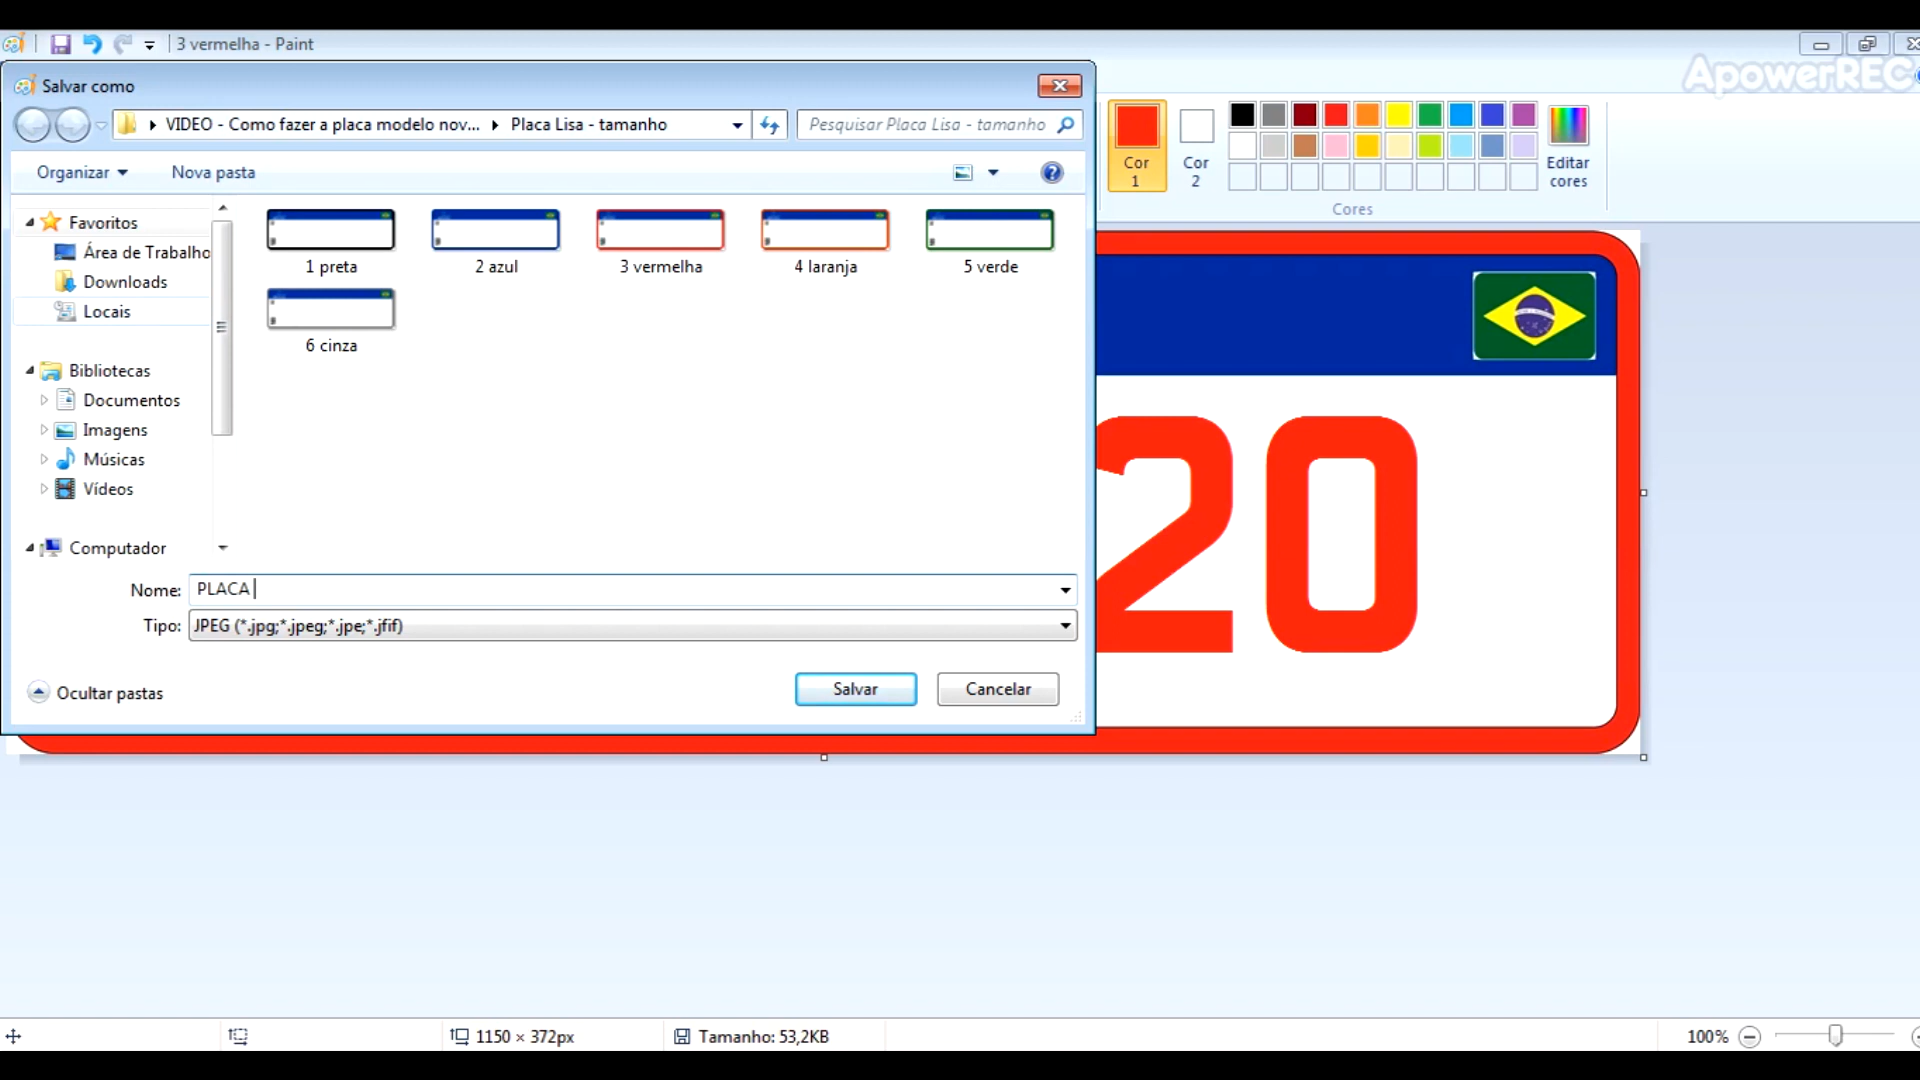 3 vermelha - Paint
ApowerREC
Salvar como
VIDEO - Como fazer a placa modelo nov... Placa Lisa - tamanho
Pesquisar Placa Lisa - tamanho
Organizar
Nova pasta
Cor 1
Cor 2
Editar cores
Cores
Favoritos
Área de Trabalho
Downloads
Locais
Bibliotecas
Documentos
Imagens
Músicas
Vídeos
Computador
1 preta
2 azul
3 vermelha
4 laranja
5 verde
6 cinza
20
Nome: PLACA
Tipo: JPEG (*.jpg;*.jpeg;*.jpe;*.jfif)
Ocultar pastas
Salvar
Cancelar
1150 × 372px
Tamanho: 53,2KB
100%